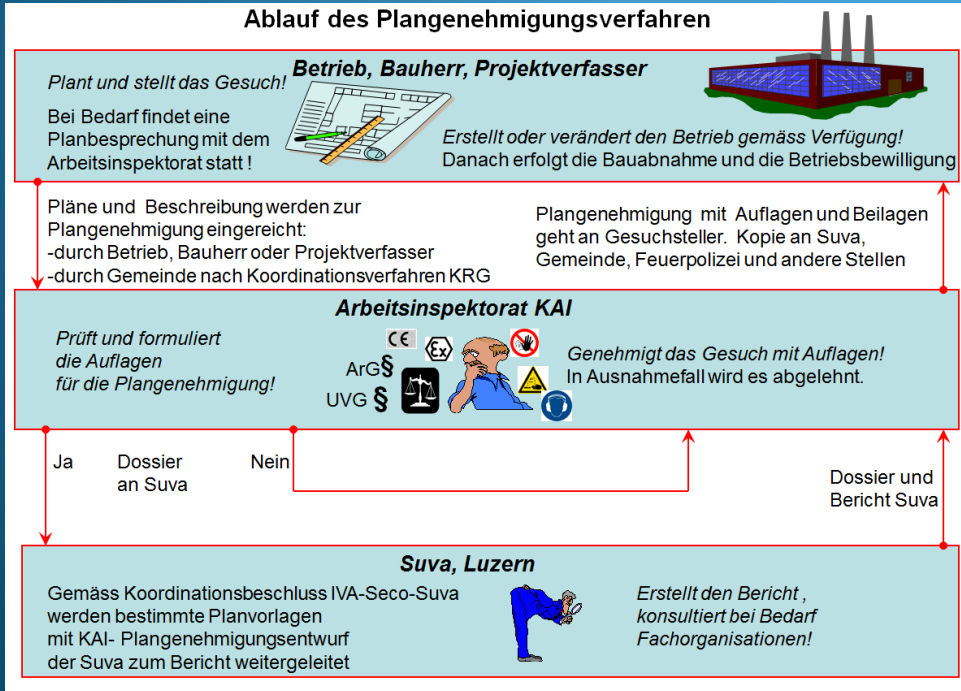 Ablauf des Plangenehmigungsverfahren
Betrieb, Bauherr, Projektverfasser
Plant und stellt das Gesuch!
Bei Bedarf findet eine
Planbesprechung mit dem
Arbeitsinspektorat statt !
Erstellt oder verändert den Betrieb gemäss Verfügung!
Danach erfolgt die Bauabnahme und die Betriebsbewilligung
Pläne und Beschreibung werden zur
Plangenehmigung eingereicht:
-durch Betrieb, Bauherr oder Projektverfasser
-durch Gemeinde nach Koordinationsverfahren KRG
Plangenehmigung mit Auflagen und Beilagen
geht an Gesuchsteller. Kopie an Suva,
Gemeinde, Feuerpolizei und andere Stellen
Arbeitsinspektorat KAI
Prüft und formuliert
die Auflagen
für die Plangenehmigung!
CE
Ex
ArG§
UVG §
Genehmigt das Gesuch mit Auflagen!
In Ausnahmefall wird es abgelehnt.
Ja Dossier Nein
an Suva
Dossier und
Bericht Suva
Suva, Luzern
Gemäss Koordinationsbeschluss IVA-Seco-Suva
werden bestimmte Planvorlagen
mit KAI- Plangenehmigungsentwurf
der Suva zum Bericht weitergeleitet
Erstellt den Bericht ,
konsultiert bei Bedarf
Fachorganisationen!